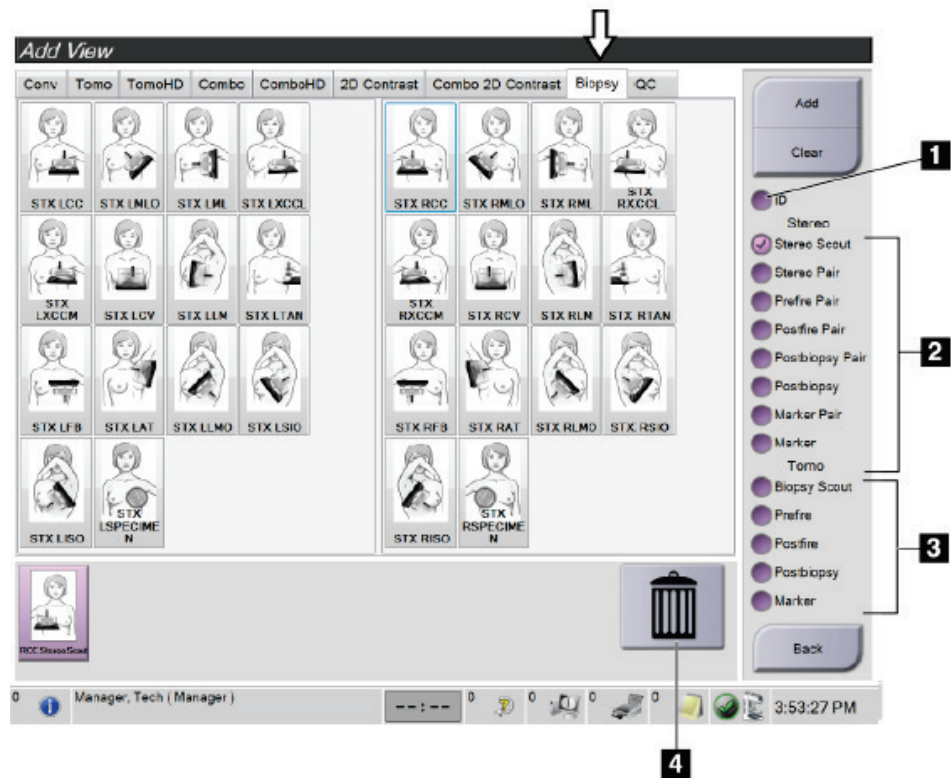 Add View
Conv Tomo TomoHD Combo ComboHD 2D Contrast Combo 2D Contrast Biopsy QC
STX LCC STX LMLO STX LML STX LXCCL
STX RCC STX RMLO STX RML STX RXCCL
STX LXCCM STX LCV STX LLM STX LTAN
STX RXCCM STX RCV STX RLM STX RTAN
STX LFB STX LAT STX LLMO STX LSIO
STX RFB STX RAT STX RLMO STX RSIO
STX LISO STX LSPECIMEN
STX RISO STX RSPECIMEN
Add
Clear
ID
Stereo
Stereo Scout
Stereo Pair
Prefire Pair
Postfire Pair
Postbiopsy Pair
Postbiopsy
Marker Pair
Marker
Tomo
Biopsy Scout
Prefire
Postfire
Postbiopsy
Marker
Back
1
2
3
RCC Stereo Scout
0 Manager, Tech ( Manager ) --:-- 0 0 0 0 3:53:27 PM
4